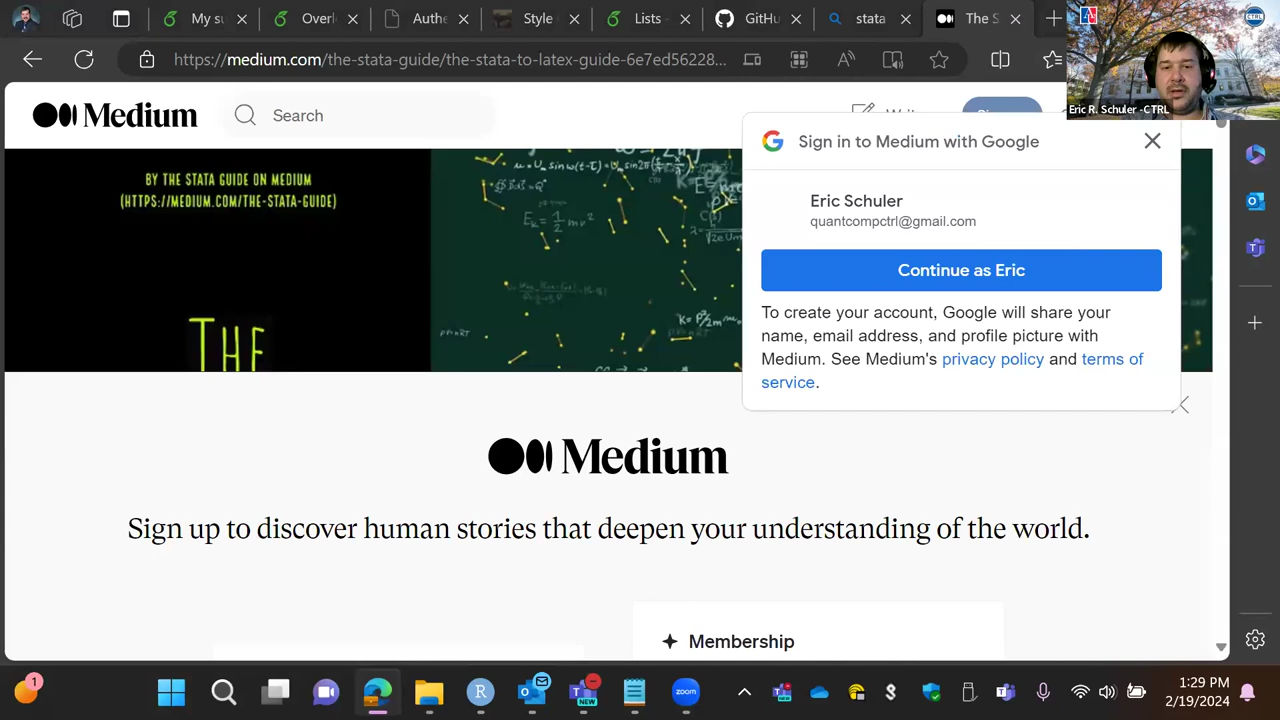 My su
Overl
Authe
Style
Lists -
GitHu
stata
The S
https://medium.com/the-stata-guide/the-stata-to-latex-guide-6e7ed56228...
Eric R. Schuler -CTRL
Medium
Search
BY THE STATA GUIDE ON MEDIUM
(HTTPS://MEDIUM.COM/THE-STATA-GUIDE)
THE
Sign in to Medium with Google
Eric Schuler
quantcompctrl@gmail.com
Continue as Eric
To create your account, Google will share your
name, email address, and profile picture with
Medium. See Medium's privacy policy and terms of
service.
Medium
Sign up to discover human stories that deepen your understanding of the world.
Membership
1
NEW
zoom
NEW
1:29 PM
2/19/2024